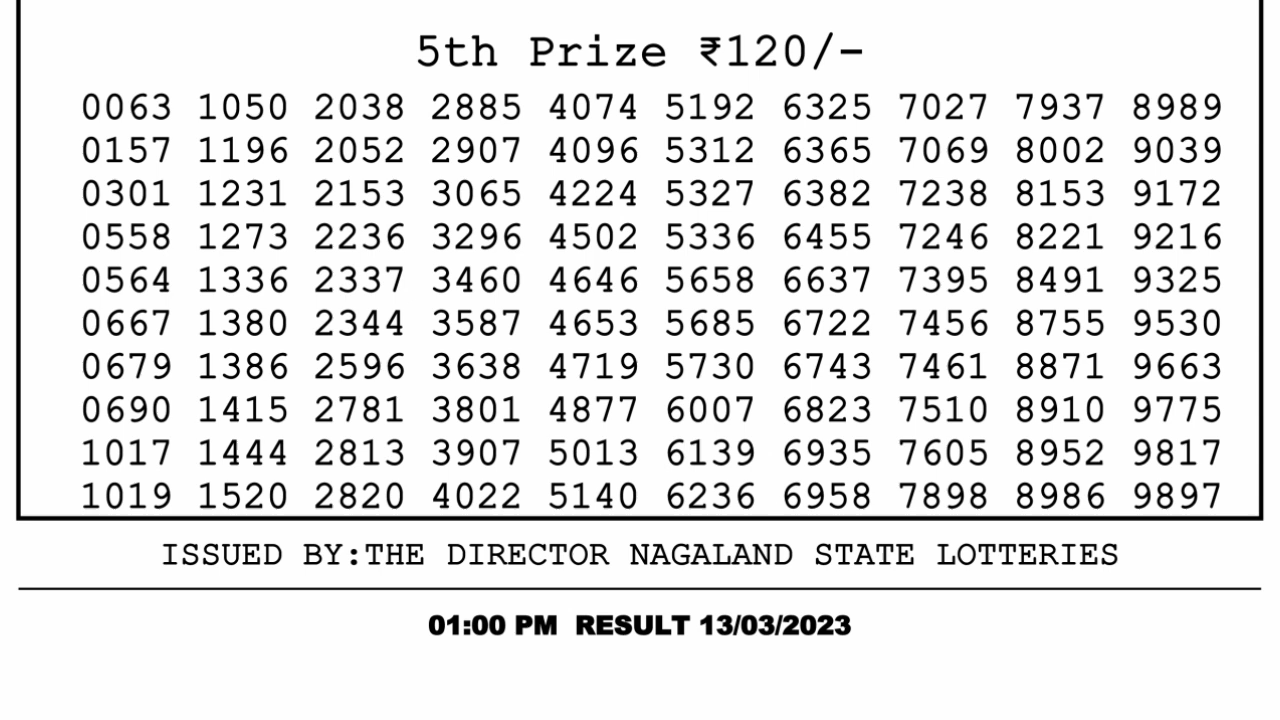 5th Prize ₹120/-
0063 1050 2038 2885 4074 5192 6325 7027 7937 8989
0157 1196 2052 2907 4096 5312 6365 7069 8002 9039
0301 1231 2153 3065 4224 5327 6382 7238 8153 9172
0558 1273 2236 3296 4502 5336 6455 7246 8221 9216
0564 1336 2337 3460 4646 5658 6637 7395 8491 9325
0667 1380 2344 3587 4653 5685 6722 7456 8755 9530
0679 1386 2596 3638 4719 5730 6743 7461 8871 9663
0690 1415 2781 3801 4877 6007 6823 7510 8910 9775
1017 1444 2813 3907 5013 6139 6935 7605 8952 9817
1019 1520 2820 4022 5140 6236 6958 7898 8986 9897
ISSUED BY:THE DIRECTOR NAGALAND STATE LOTTERIES
01:00 PM RESULT 13/03/2023